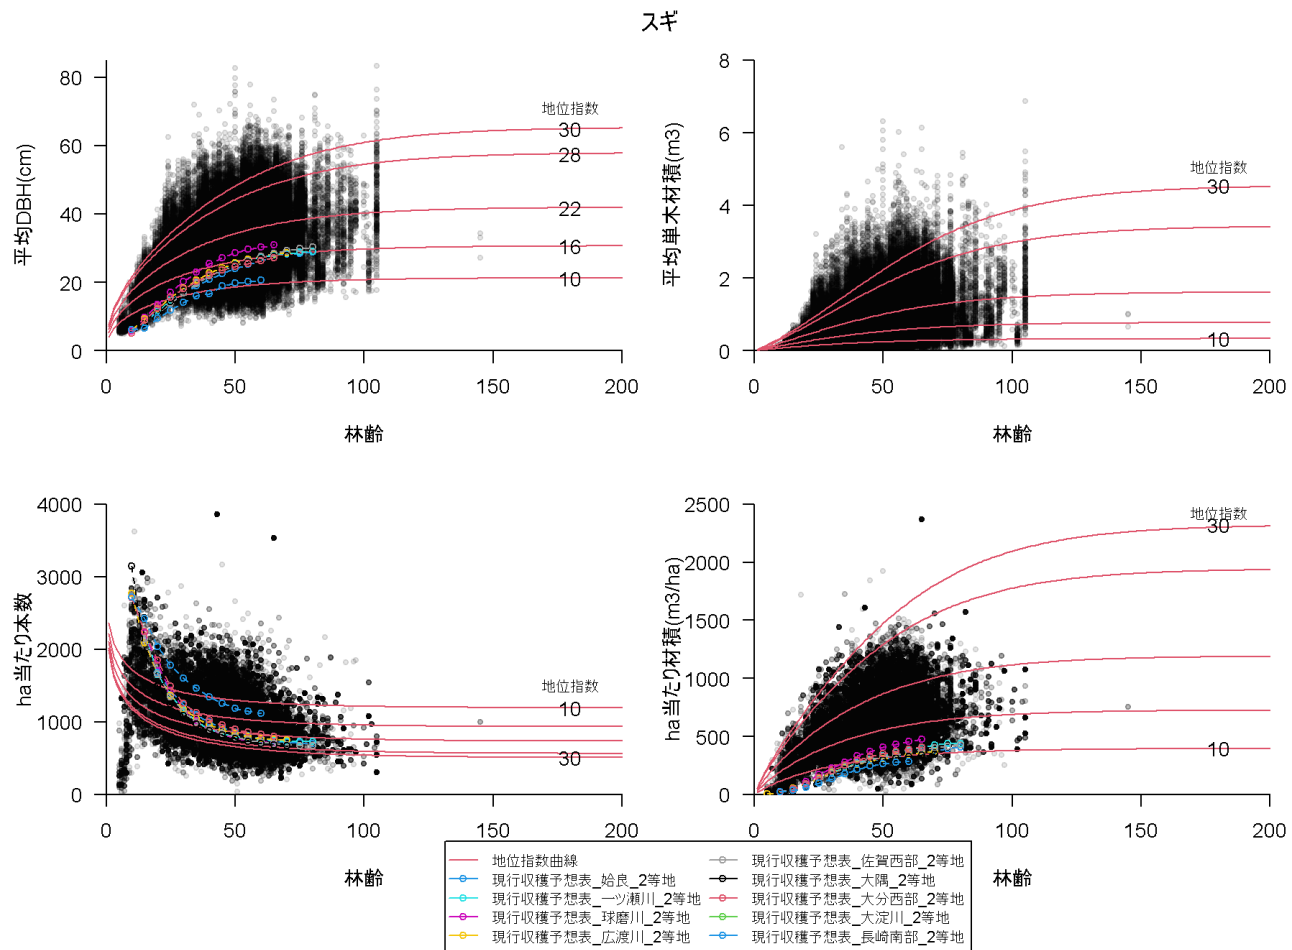 スギ
平均DBH(cm)
80
60
40
20
0
地位指数
30
28
22
16
10
0 50 100 150 200
林齢
平均単木材積(m3)
8
6
4
2
0
地位指数
30
10
0 50 100 150 200
林齢
ha当たり本数
4000
3000
2000
1000
0
地位指数
10
30
0 50 100 150 200
林齢
ha当たり材積(m3/ha)
2500
2000
1500
1000
500
0
地位指数
30
10
0 50 100 150 200
林齢
地位指数曲線
現行収穫予想表_姶良_2等地
現行収穫予想表_一ツ瀬川_2等地
現行収穫予想表_球磨川_2等地
現行収穫予想表_広渡川_2等地
現行収穫予想表_佐賀西部_2等地
現行収穫予想表_大隅_2等地
現行収穫予想表_大分西部_2等地
現行収穫予想表_大淀川_2等地
現行収穫予想表_長崎南部_2等地